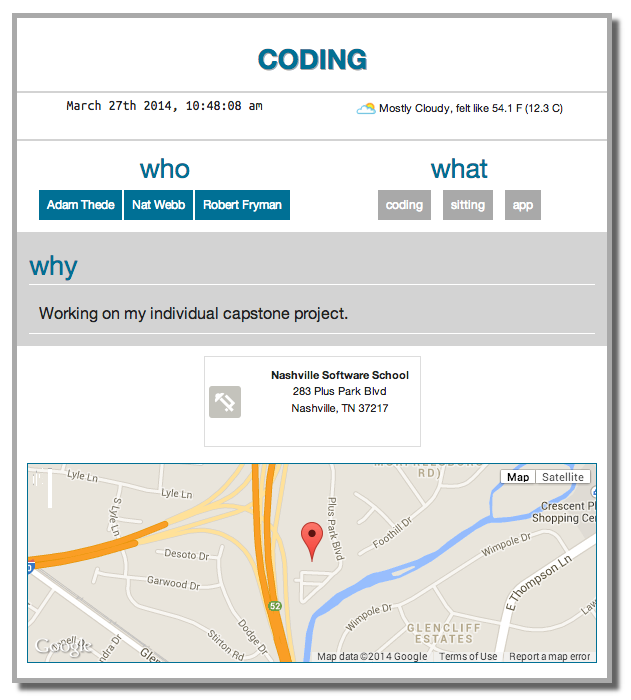 CODING
March 27th 2014, 10:48:08 am
Mostly Cloudy, felt like 54.1 F (12.3 C)
who
what
Adam Thede
Nat Webb
Robert Fryman
coding
sitting
app
why
Working on my individual capstone project.
Nashville Software School
283 Plus Park Blvd
Nashville, TN 37217
RD)
Map
Satellite
Lyle Ln
Lyle Ln
Lyle Ln
S Lyle Ln
Plus Park Blvd
Crescent Pl
Shopping Cen
Foothill Dr
Desoto Dr
Wimpole Dr
Garwood Dr
E Thompson Ln
52
Wimpole Dr
Dodge Dr
Stirton Rd
GLENCLIFF
ESTATES
Google
Map data ©2014 Google
Terms of Use
Report a map error